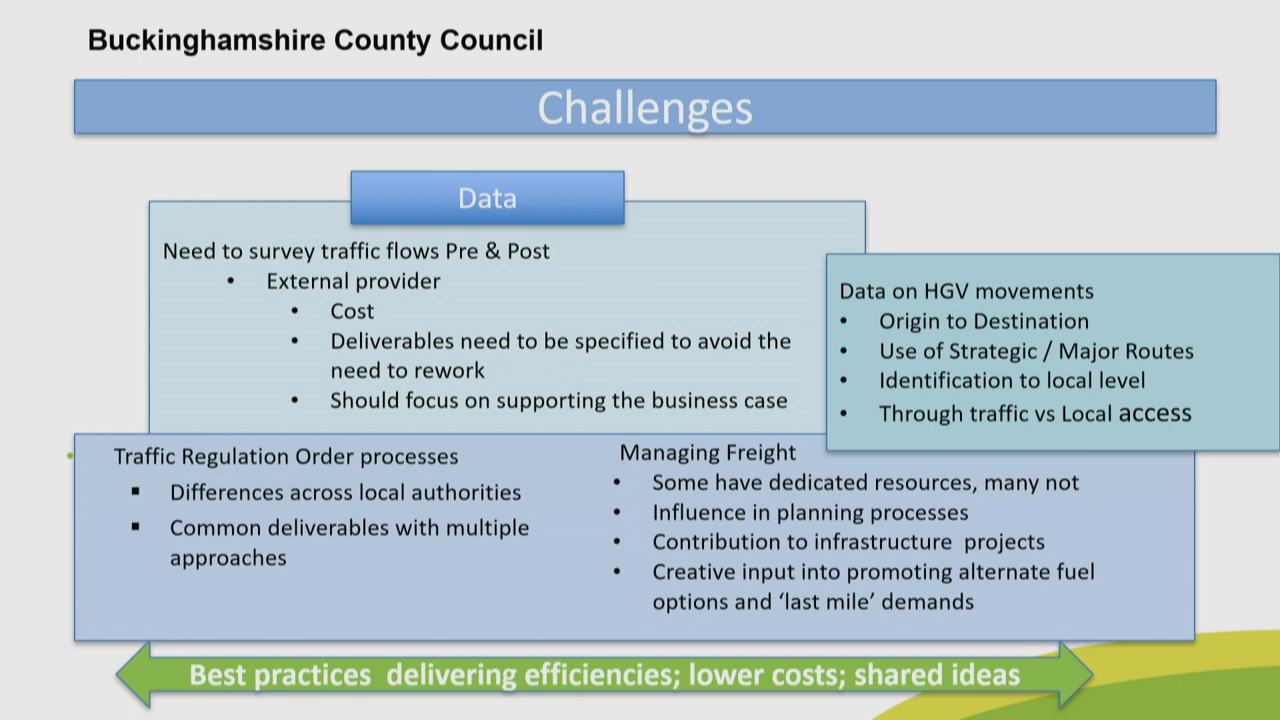 Buckinghamshire County Council
Challenges
Data
Need to survey traffic flows Pre & Post
• External provider
• Cost
• Deliverables need to be specified to avoid the
need to rework
• Should focus on supporting the business case
Data on HGV movements
• Origin to Destination
• Use of Strategic / Major Routes
• Identification to local level
• Through traffic vs Local access
Traffic Regulation Order processes
▪ Differences across local authorities
▪ Common deliverables with multiple
approaches
Managing Freight
• Some have dedicated resources, many not
• Influence in planning processes
• Contribution to infrastructure  projects
• Creative input into promoting alternate fuel
options and ‘last mile’ demands
Best practices  delivering efficiencies; lower costs; shared ideas